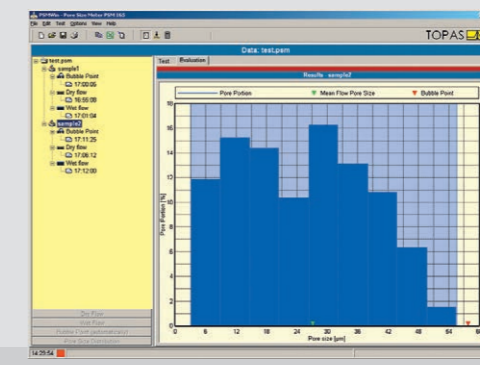 PSMWin - Pore Size Meter PSM 165
File Edit Test Options View Help
TOPAS
Data: test.psm
test.psm
sample1
Bubble Point
17:00:05
Dry flow
16:55:08
Wet flow
17:01:04
sample2
Bubble Point
17:11:25
Dry flow
17:06:12
Wet flow
17:12:00
Dry Flow
Wet Flow
Bubble Point (automatically)
Pore Size Distribution
14:29:54
Test Evaluation
Results - sample2
Pore Portion Mean Flow Pore Size Bubble Point
Pore Portion [%]
18
14
12
10
8
6
4
2
0
0 6 12 18 24 30 36 42 48 54
Pore size [µm]